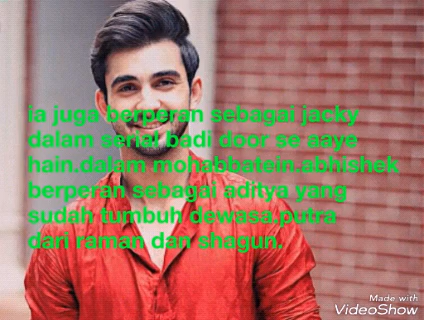 ia juga berperan sebagai jacky
dalam serial badi door se aaye
hain.dalam mohabbatein.abhishek
berperan sebagai aditya yang
sudah tumbuh dewasa.putra
dari raman dan shagun.
Made with
VideoShow